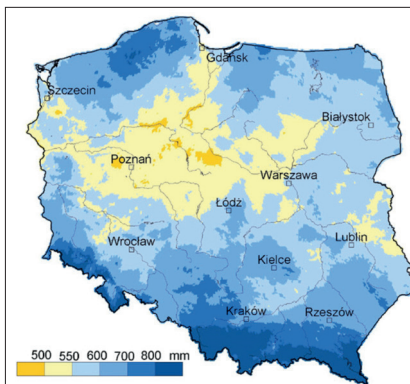 Gdańsk
Szczecin
Białystok
Poznań
Warszawa
Łódź
Wrocław
Lublin
Kielce
Kraków
Rzeszów
500 550 600 700 800 mm